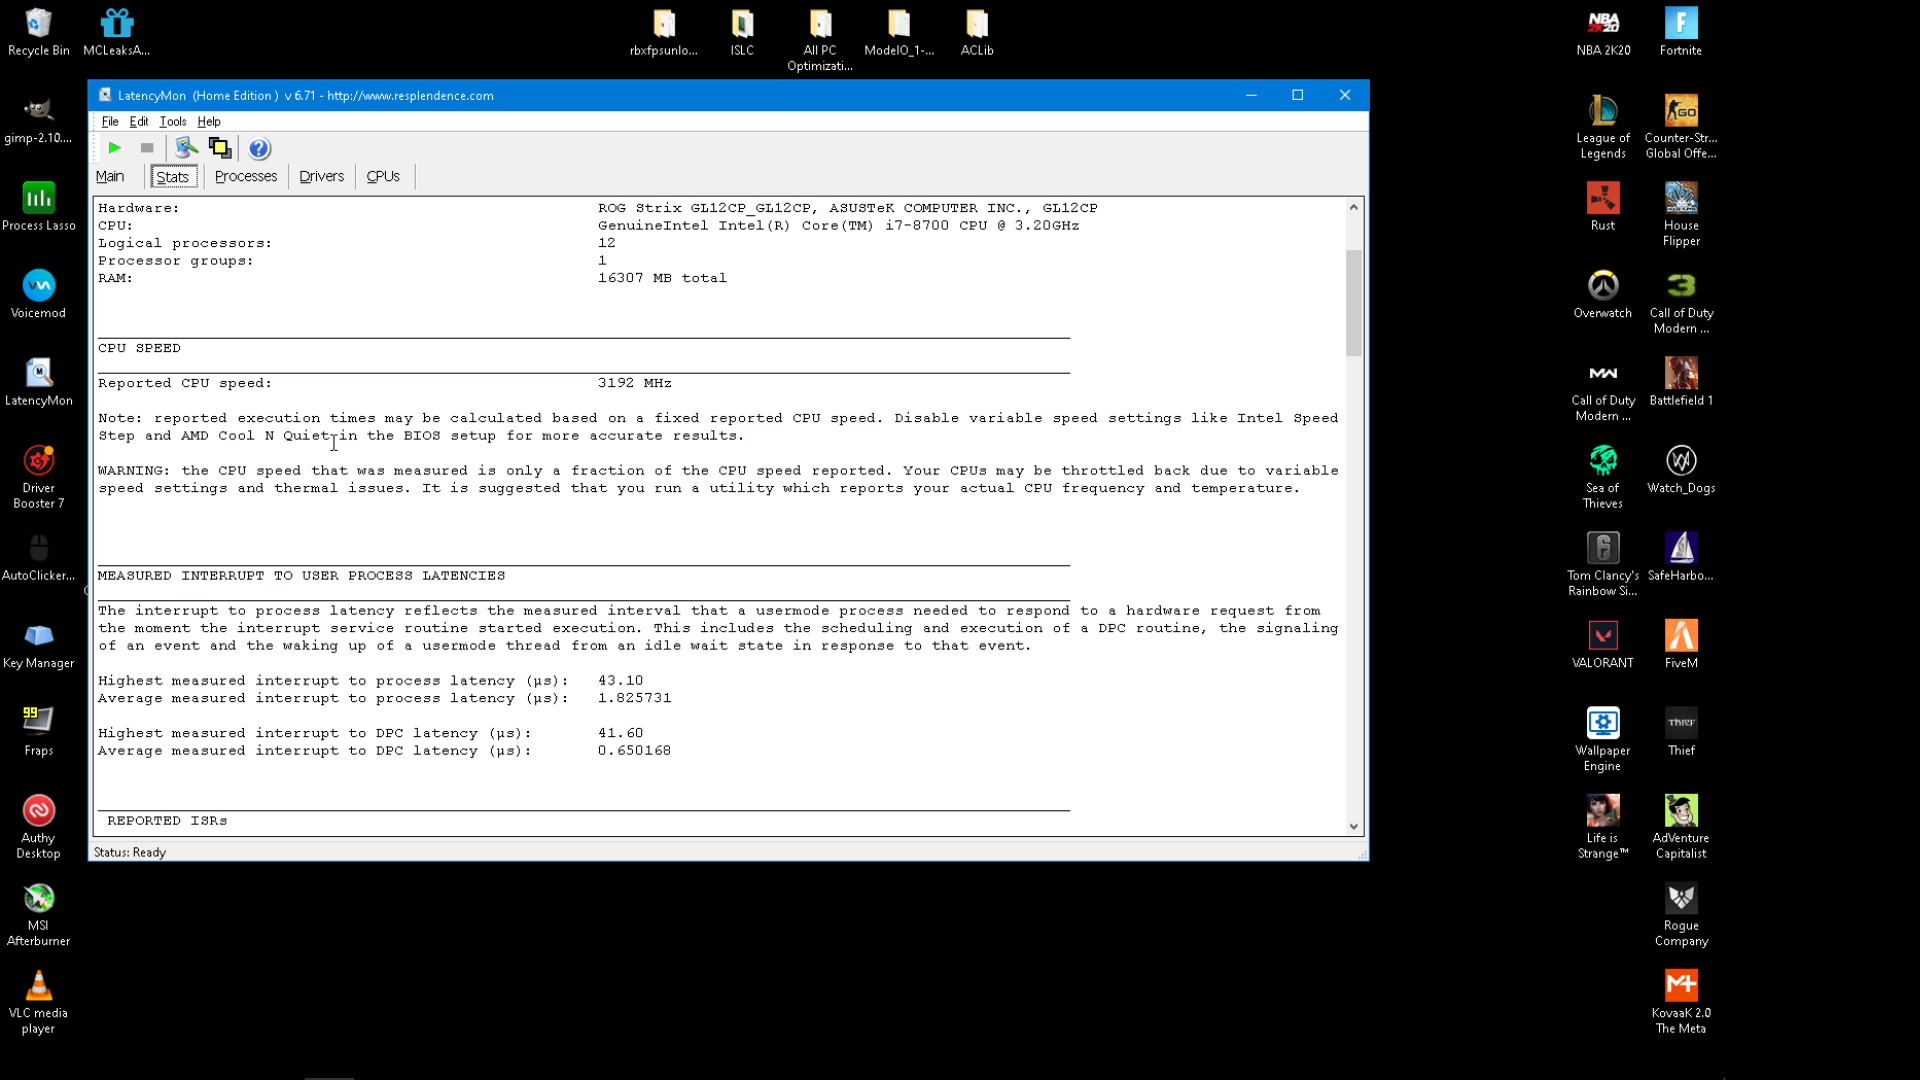 Recycle Bin
MCLeaksA...
rbxfpsunlo...
ISLC
All PC
Optimizati...
ModelO_1-...
ACLib
NBA 2K20
Fortnite
LatencyMon (Home Edition ) v 6.71 - http://www.resplendence.com
File Edit Tools Help
Main Stats Processes Drivers CPUs
Hardware: ROG Strix GL12CP_GL12CP, ASUSTeK COMPUTER INC., GL12CP
CPU: GenuineIntel Intel(R) Core(TM) i7-8700 CPU @ 3.20GHz
Logical processors: 12
Processor groups: 1
RAM: 16307 MB total
CPU SPEED
Reported CPU speed: 3192 MHz
Note: reported execution times may be calculated based on a fixed reported CPU speed. Disable variable speed settings like Intel Speed
Step and AMD Cool N Quiet in the BIOS setup for more accurate results.
WARNING: the CPU speed that was measured is only a fraction of the CPU speed reported. Your CPUs may be throttled back due to variable
speed settings and thermal issues. It is suggested that you run a utility which reports your actual CPU frequency and temperature.
MEASURED INTERRUPT TO USER PROCESS LATENCIES
The interrupt to process latency reflects the measured interval that a usermode process needed to respond to a hardware request from
the moment the interrupt service routine started execution. This includes the scheduling and execution of a DPC routine, the signaling
of an event and the waking up of a usermode thread from an idle wait state in response to that event.
Highest measured interrupt to process latency (µs): 43.10
Average measured interrupt to process latency (µs): 1.825731
Highest measured interrupt to DPC latency (µs): 41.60
Average measured interrupt to DPC latency (µs): 0.650168
REPORTED ISRs
Status: Ready
gimp-2.10....
Process Lasso
Voicemod
LatencyMon
Driver
Booster 7
AutoClicker...
Key Manager
99
Fraps
Authy
Desktop
MSI
Afterburner
VLC media
player
League of
Legends
Counter-Str...
Global Offe...
Rust
House
Flipper
Overwatch
Call of Duty
Modern ...
Call of Duty
Modern ...
Battlefield 1
Sea of
Thieves
Watch_Dogs
Tom Clancy's
Rainbow Si...
SafeHarbo...
VALORANT
FiveM
Wallpaper
Engine
THIEF
Thief
Life is
Strange™
AdVenture
Capitalist
Rogue
Company
KovaaK 2.0
The Meta